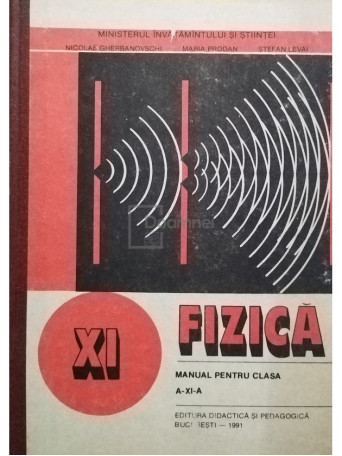 MINISTERUL ÎNVĂȚĂMÎNTULUI ȘI ȘTIINȚEI
NICOLAE GHERBANOVSCHI MARIA PRODAN ȘTEFAN LEVAI
XI
FIZICĂ
MANUAL PENTRU CLASA
A-XI-A
EDITURA DIDACTICĂ ȘI PEDAGOGICĂ
BUCUREȘTI — 1991